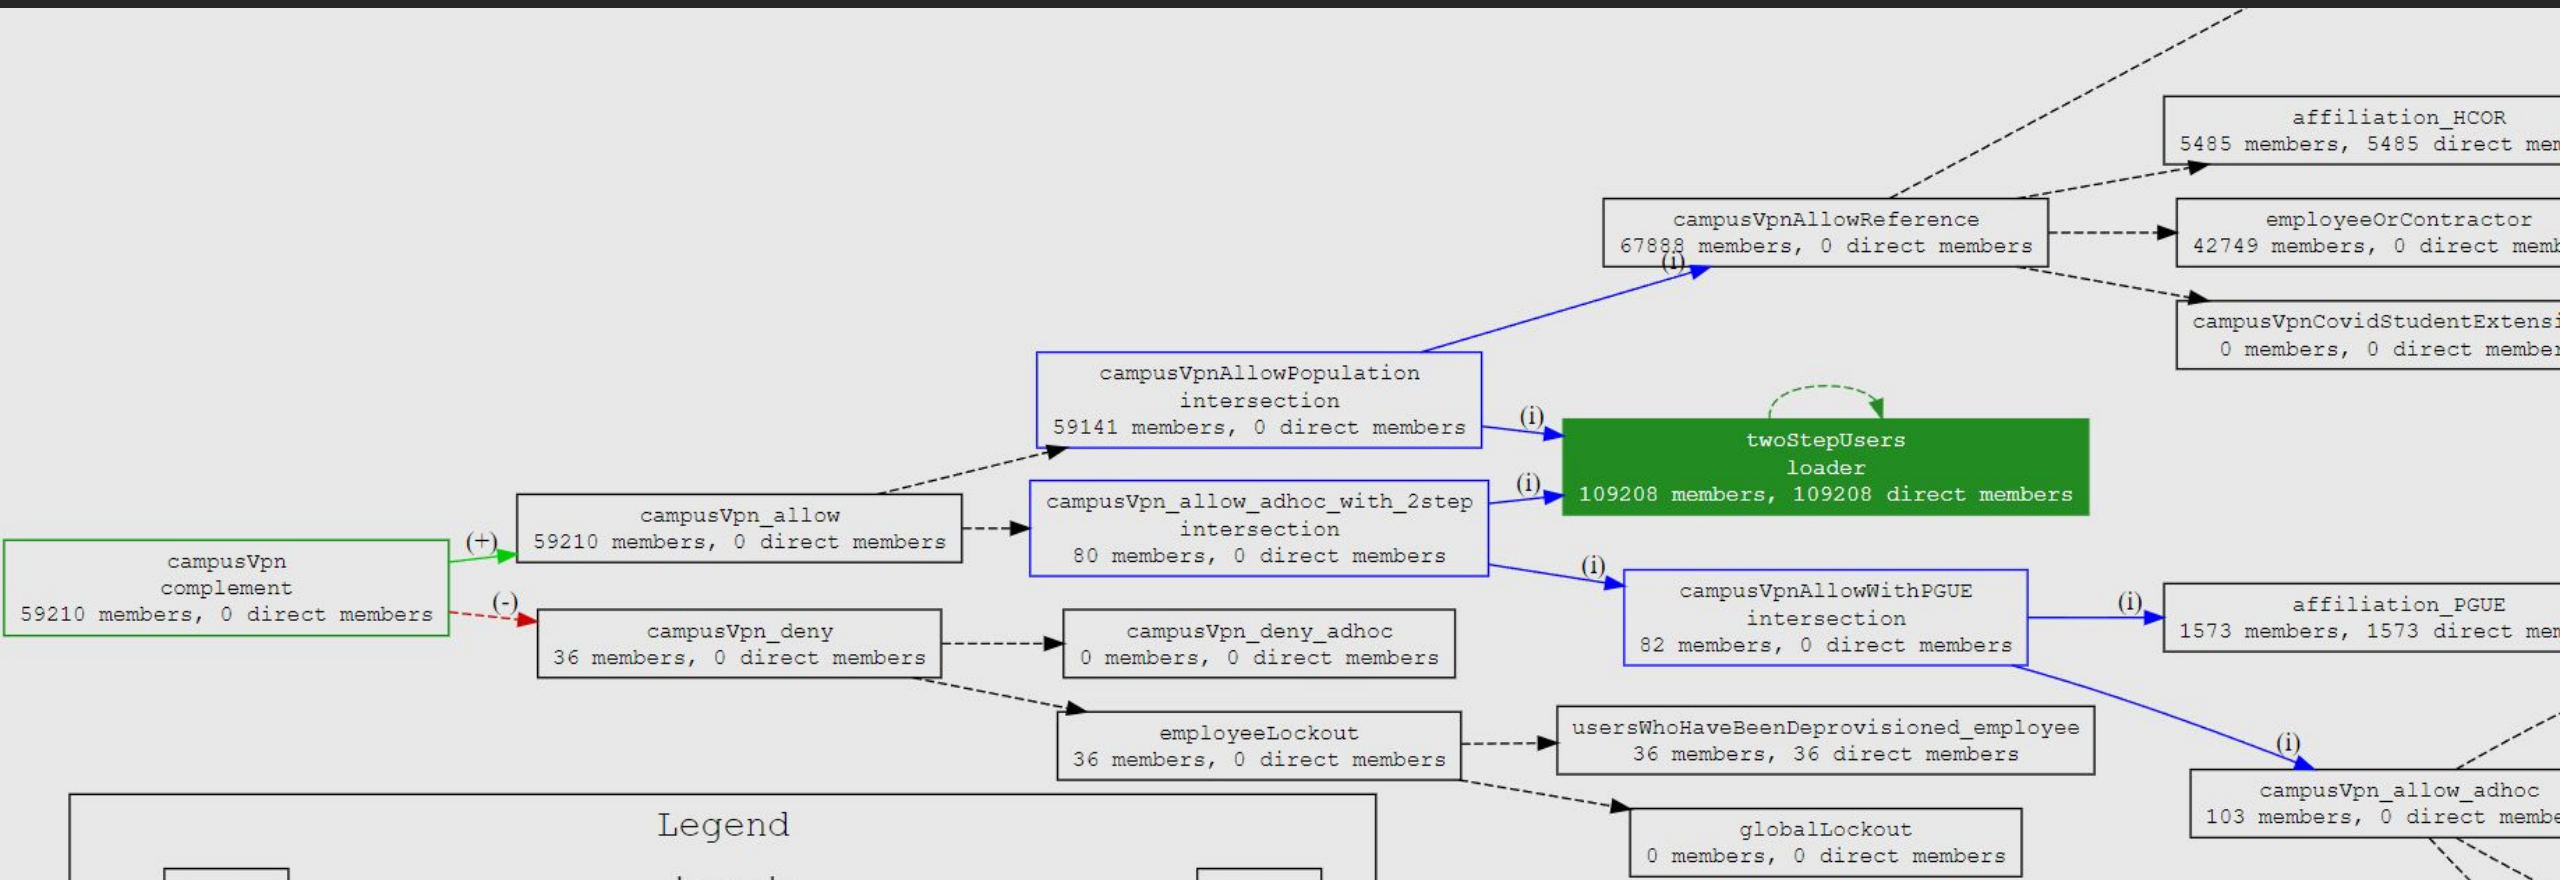 affiliation_HCOR
5485 members, 5485 direct mem
campusVpnAllowReference
67888 members, 0 direct members
(i)
employeeOrContractor
42749 members, 0 direct memb
campusVpnCovidStudentExtensi
0 members, 0 direct member
campusVpnAllowPopulation
intersection
59141 members, 0 direct members
(i)
twoStepUsers
loader
109208 members, 109208 direct members
campusVpn_allow_adhoc_with_2step
intersection
80 members, 0 direct members
(i)
(i)
campusVpn_allow
59210 members, 0 direct members
(+)
campusVpn
complement
59210 members, 0 direct members
(-)
campusVpn_deny
36 members, 0 direct members
campusVpn_deny_adhoc
0 members, 0 direct members
campusVpnAllowWithPGUE
intersection
82 members, 0 direct members
(i)
affiliation_PGUE
1573 members, 1573 direct mem
employeeLockout
36 members, 0 direct members
usersWhoHaveBeenDeprovisioned_employee
36 members, 36 direct members
(i)
campusVpn_allow_adhoc
103 members, 0 direct membe
globalLockout
0 members, 0 direct members
Legend